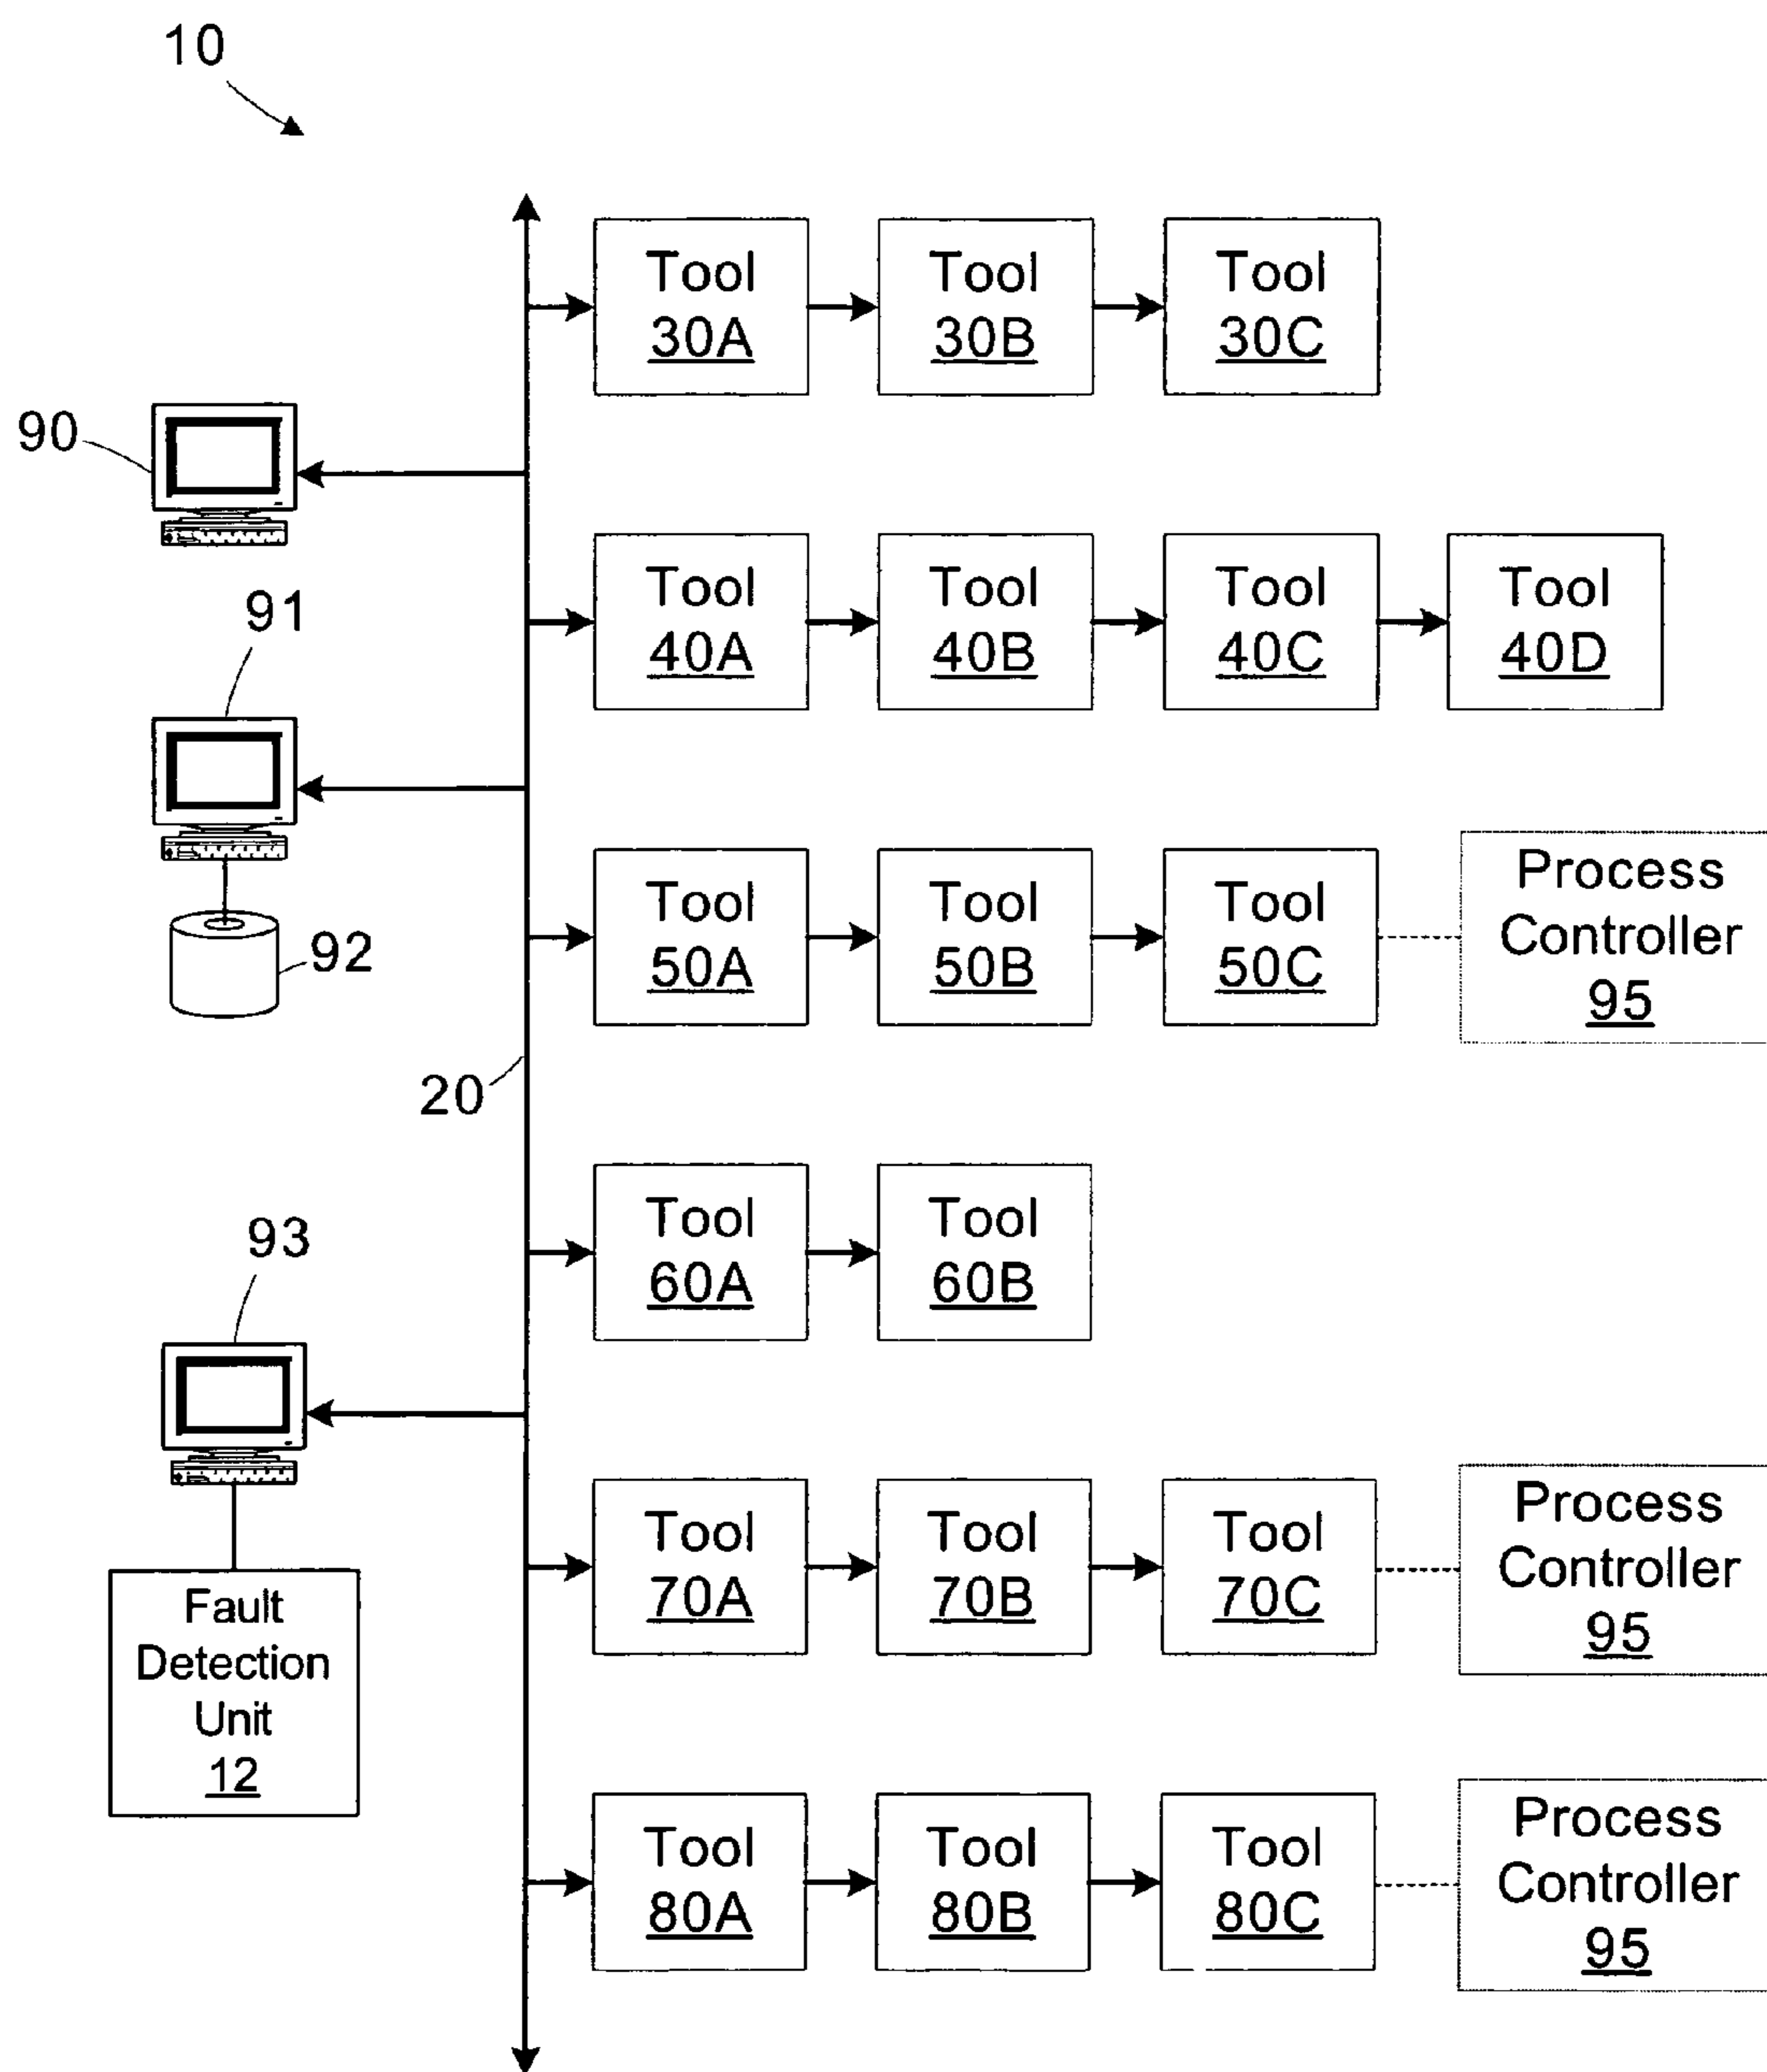 10
Tool
30A
Tool
30B
Tool
30C
90
Tool
40A
Tool
40B
Tool
40C
Tool
40D
91
Tool
50A
Tool
50B
Tool
50C
Process
Controller
95
92
20
Tool
60A
Tool
60B
93
Tool
70A
Tool
70B
Tool
70C
Process
Controller
95
Fault
Detection
Unit
12
Tool
80A
Tool
80B
Tool
80C
Process
Controller
95